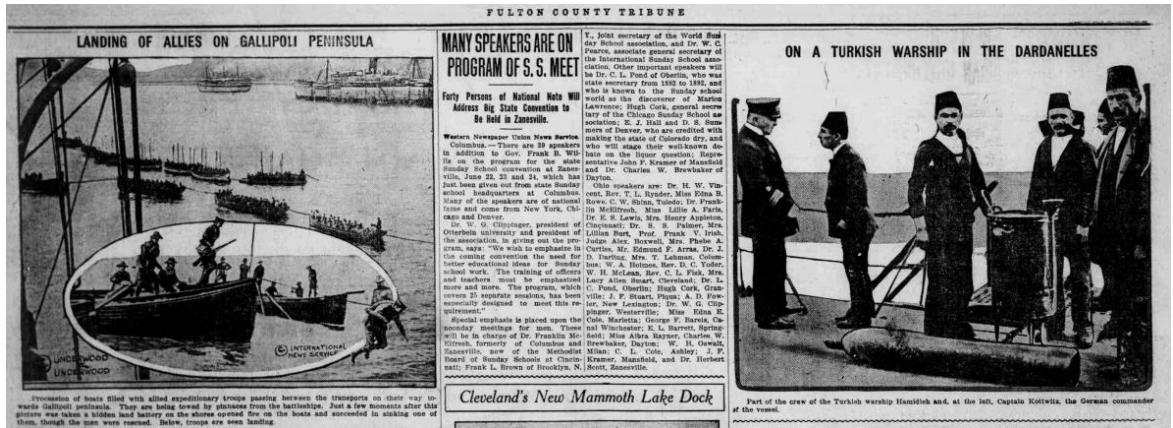 FULTON COUNTY TRIBUNE
LANDING OF ALLIES ON GALLIPOLI PENINSULA
UNDERWOOD
UNDERWOOD
© INTERNATIONAL
NEWS SERVICE
Procession of boats filled with allied expeditionary troops passing between the transports on their way to-
wards Gallipoli peninsula. They are being towed by pinnaces from the battleships. Just a few moments after this
picture was taken a hidden land battery on the shores opened fire on the boats and succeeded in sinking one of
them, though the men were rescued. Below, troops are seen landing.
MANY SPEAKERS ARE ON
PROGRAM OF S. S. MEET
Forty Persons of National Note Will
Address Big State Convention to
Be Held in Zanesville.
Western Newspaper Union News Service.
Columbus.—There are 39 speakers
in addition to Gov. Frank B. Wil-
lis on the program for the state
Sunday School convention at Zanes-
ville, June 22, 23 and 24, which has
just been given out from state Sunday
school headquarters at Columbus.
Many of the speakers are of national
fame and come from New York, Chi-
cago and Denver.
Dr. W. G. Clippinger, president of
Otterbein university and president of
the association, in giving out the pro-
gram, says: "We wish to emphasize in
the coming convention the need for
better educational ideas for Sunday
school work. The training of officers
and teachers must be emphasized
more and more. The program, which
covers 25 separate sessions, has been
especially designed to meet this re-
quirement."
Special emphasis is placed upon the
noonday meetings for men. These
will be in charge of Dr. Franklin Mc-
Elfresh, formerly of Columbus and
Zanesville, now of the Methodist
Board of Sunday Schools at Cincin-
nati; Frank L. Brown of Brooklyn, N.
Y., joint secretary of the World Sun
day School association, and Dr. W. C.
Pearce, associate general secretary of
the International Sunday School asso-
ciation. Other important speakers will
be Dr. C. L. Pond of Oberlin, who was
state secretary from 1882 to 1892, and
who is known to the Sunday school
world as the discoverer of Marion
Lawrence; Hugh Cork, general secre-
tary of the Chicago Sunday School as-
sociation; E. J. Hall and D. S. Sum-
mers of Denver, who are credited with
making the state of Colorado dry, and
who will stage their well-known de-
bate on the liquor question; Repre-
sentative John F. Kramer of Mansfield
and Dr. Charles W. Brewbaker of
Dayton.
Ohio speakers are: Dr. H. W. Vin-
cent, Rev. T. L. Rynder, Miss Edna B.
Rowe, C. W. Shinn, Toledo; Dr. Frank-
lin McElfresh, Miss Lillie A. Faris,
Dr. E. S. Lewis, Mrs. Henry Appleton,
Cincinnati; Dr. S. S. Palmer, Mrs.
Lillian Burt, Prof. Frank V. Irish,
Judge Alex. Boxwell, Mrs. Phebe A.
Curtiss, Mr. Edmund F. Arras, Dr. J.
D. Darling, Mrs. T. Lehman, Colum-
bus; W. A. Holmes, Rev. D. C. Yoder,
W. H. McLean, Rev. C. L. Fisk, Mrs.
Lucy Allen Smart, Cleveland; Dr. L.
C. Pond, Oberlin; Hugh Cork, Gran-
ville; J. F. Stuart, Piqua; A. D. Fow-
ler, New Lexington; Dr. W. G. Clip-
pinger, Westerville; Miss Edna E.
Cole, Marietta; George F. Bareis, Ca-
nal Winchester; E. L. Barrett, Spring-
field; Miss Albra Rayner, Charles W.
Brewbaker, Dayton; W. H. Oswalt,
Milan; C. L. Cole, Ashley; J. F.
Kramer, Mansfield, and Dr. Herbert
Scott, Zanesville.
Cleveland's New Mammoth Lake Dock
ON A TURKISH WARSHIP IN THE DARDANELLES
Part of the crew of the Turkish warship Hamidieh and, at the left, Captain Kottwitz, the German commander
of the vessel.